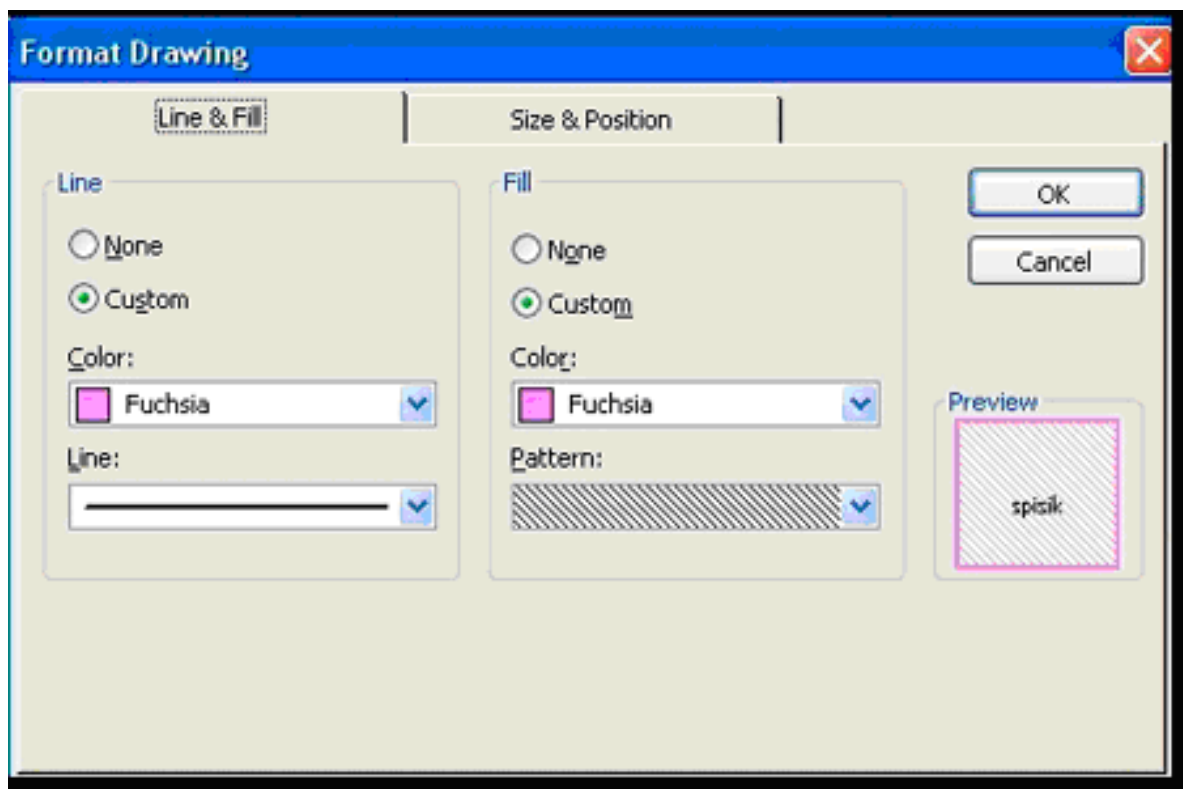 Format Drawing
Line & Fill
Size & Position
Line
None
Custom
Color:
Fuchsia
Line:
Fill
None
Custom
Color:
Fuchsia
Pattern:
OK
Cancel
Preview
spisik